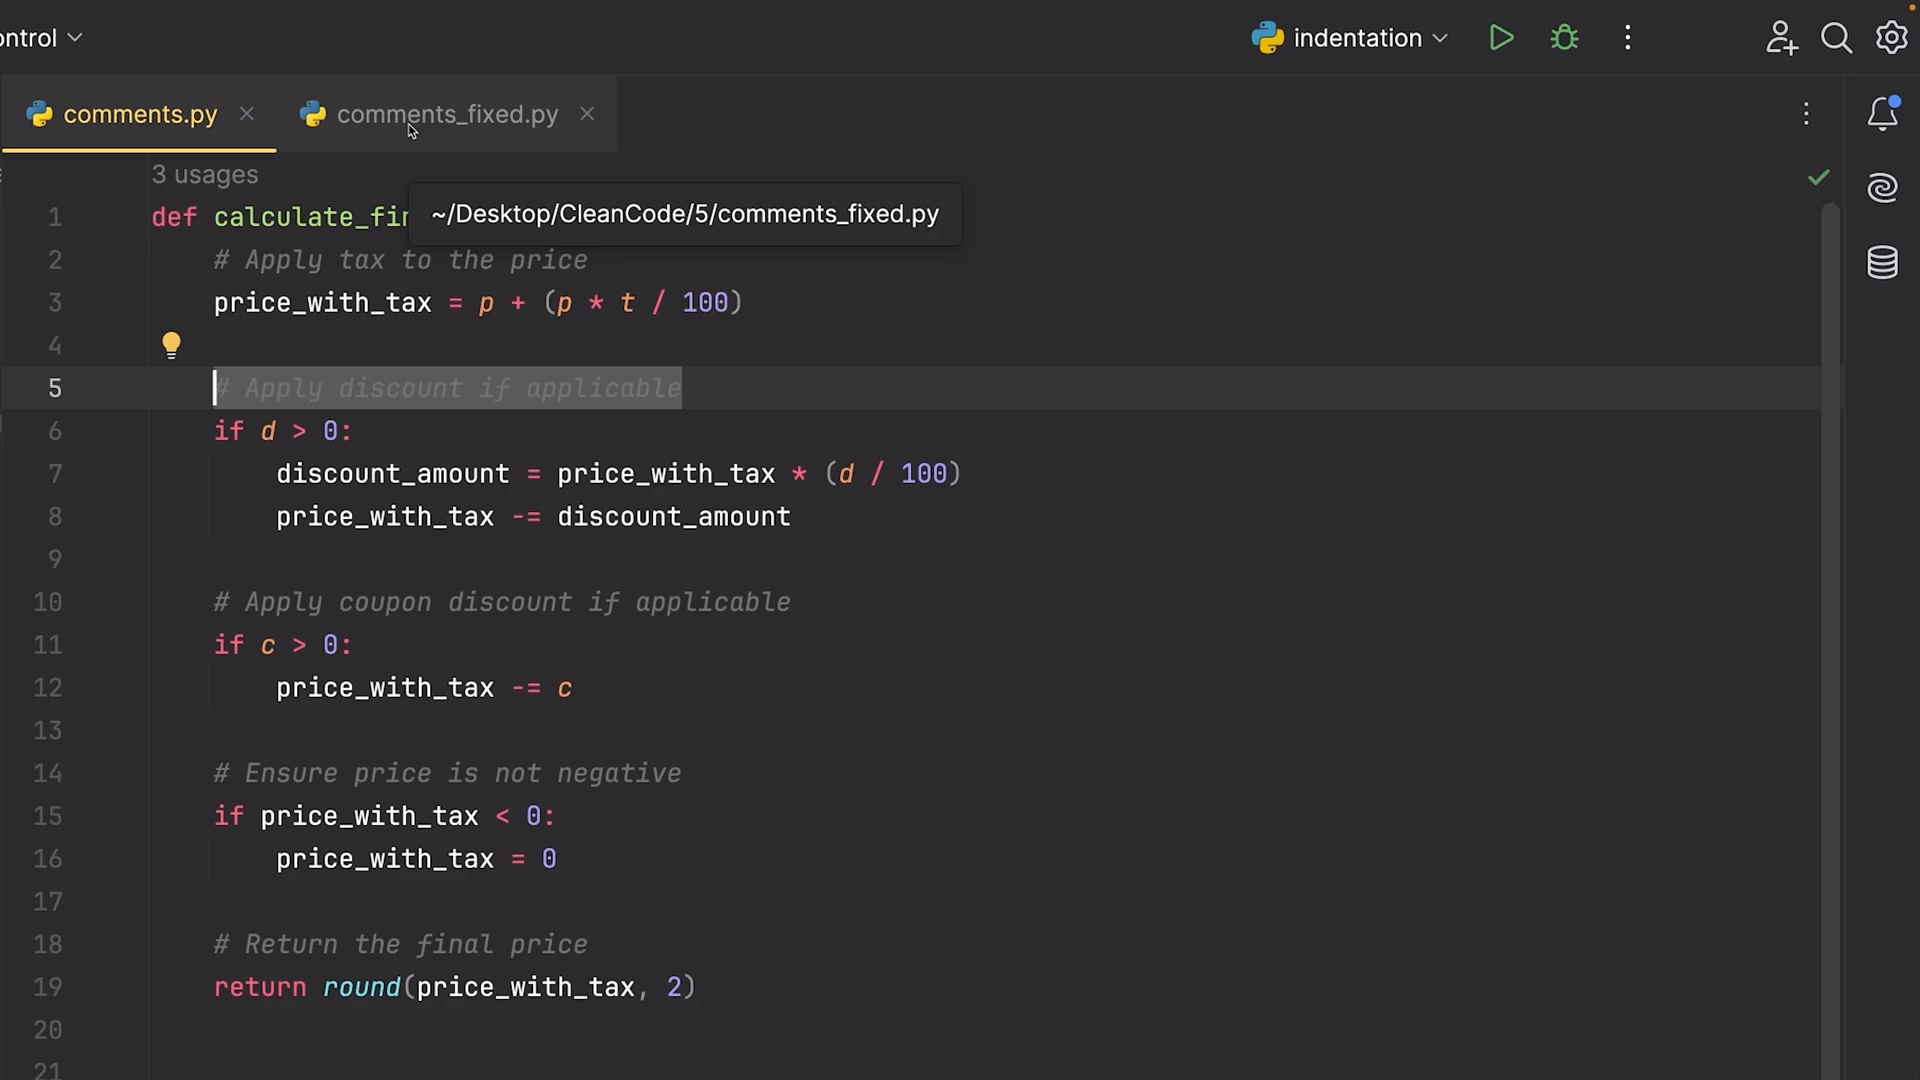 ontrol
indentation
comments.py
comments_fixed.py
3 usages
~/Desktop/CleanCode/5/comments_fixed.py
1 def calculate_fin
2 # Apply tax to the price
3 price_with_tax = p + (p * t / 100)
4
5 # Apply discount if applicable
6 if d > 0:
7 discount_amount = price_with_tax * (d / 100)
8 price_with_tax -= discount_amount
9
10 # Apply coupon discount if applicable
11 if c > 0:
12 price_with_tax -= c
13
14 # Ensure price is not negative
15 if price_with_tax < 0:
16 price_with_tax = 0
17
18 # Return the final price
19 return round(price_with_tax, 2)
20
21